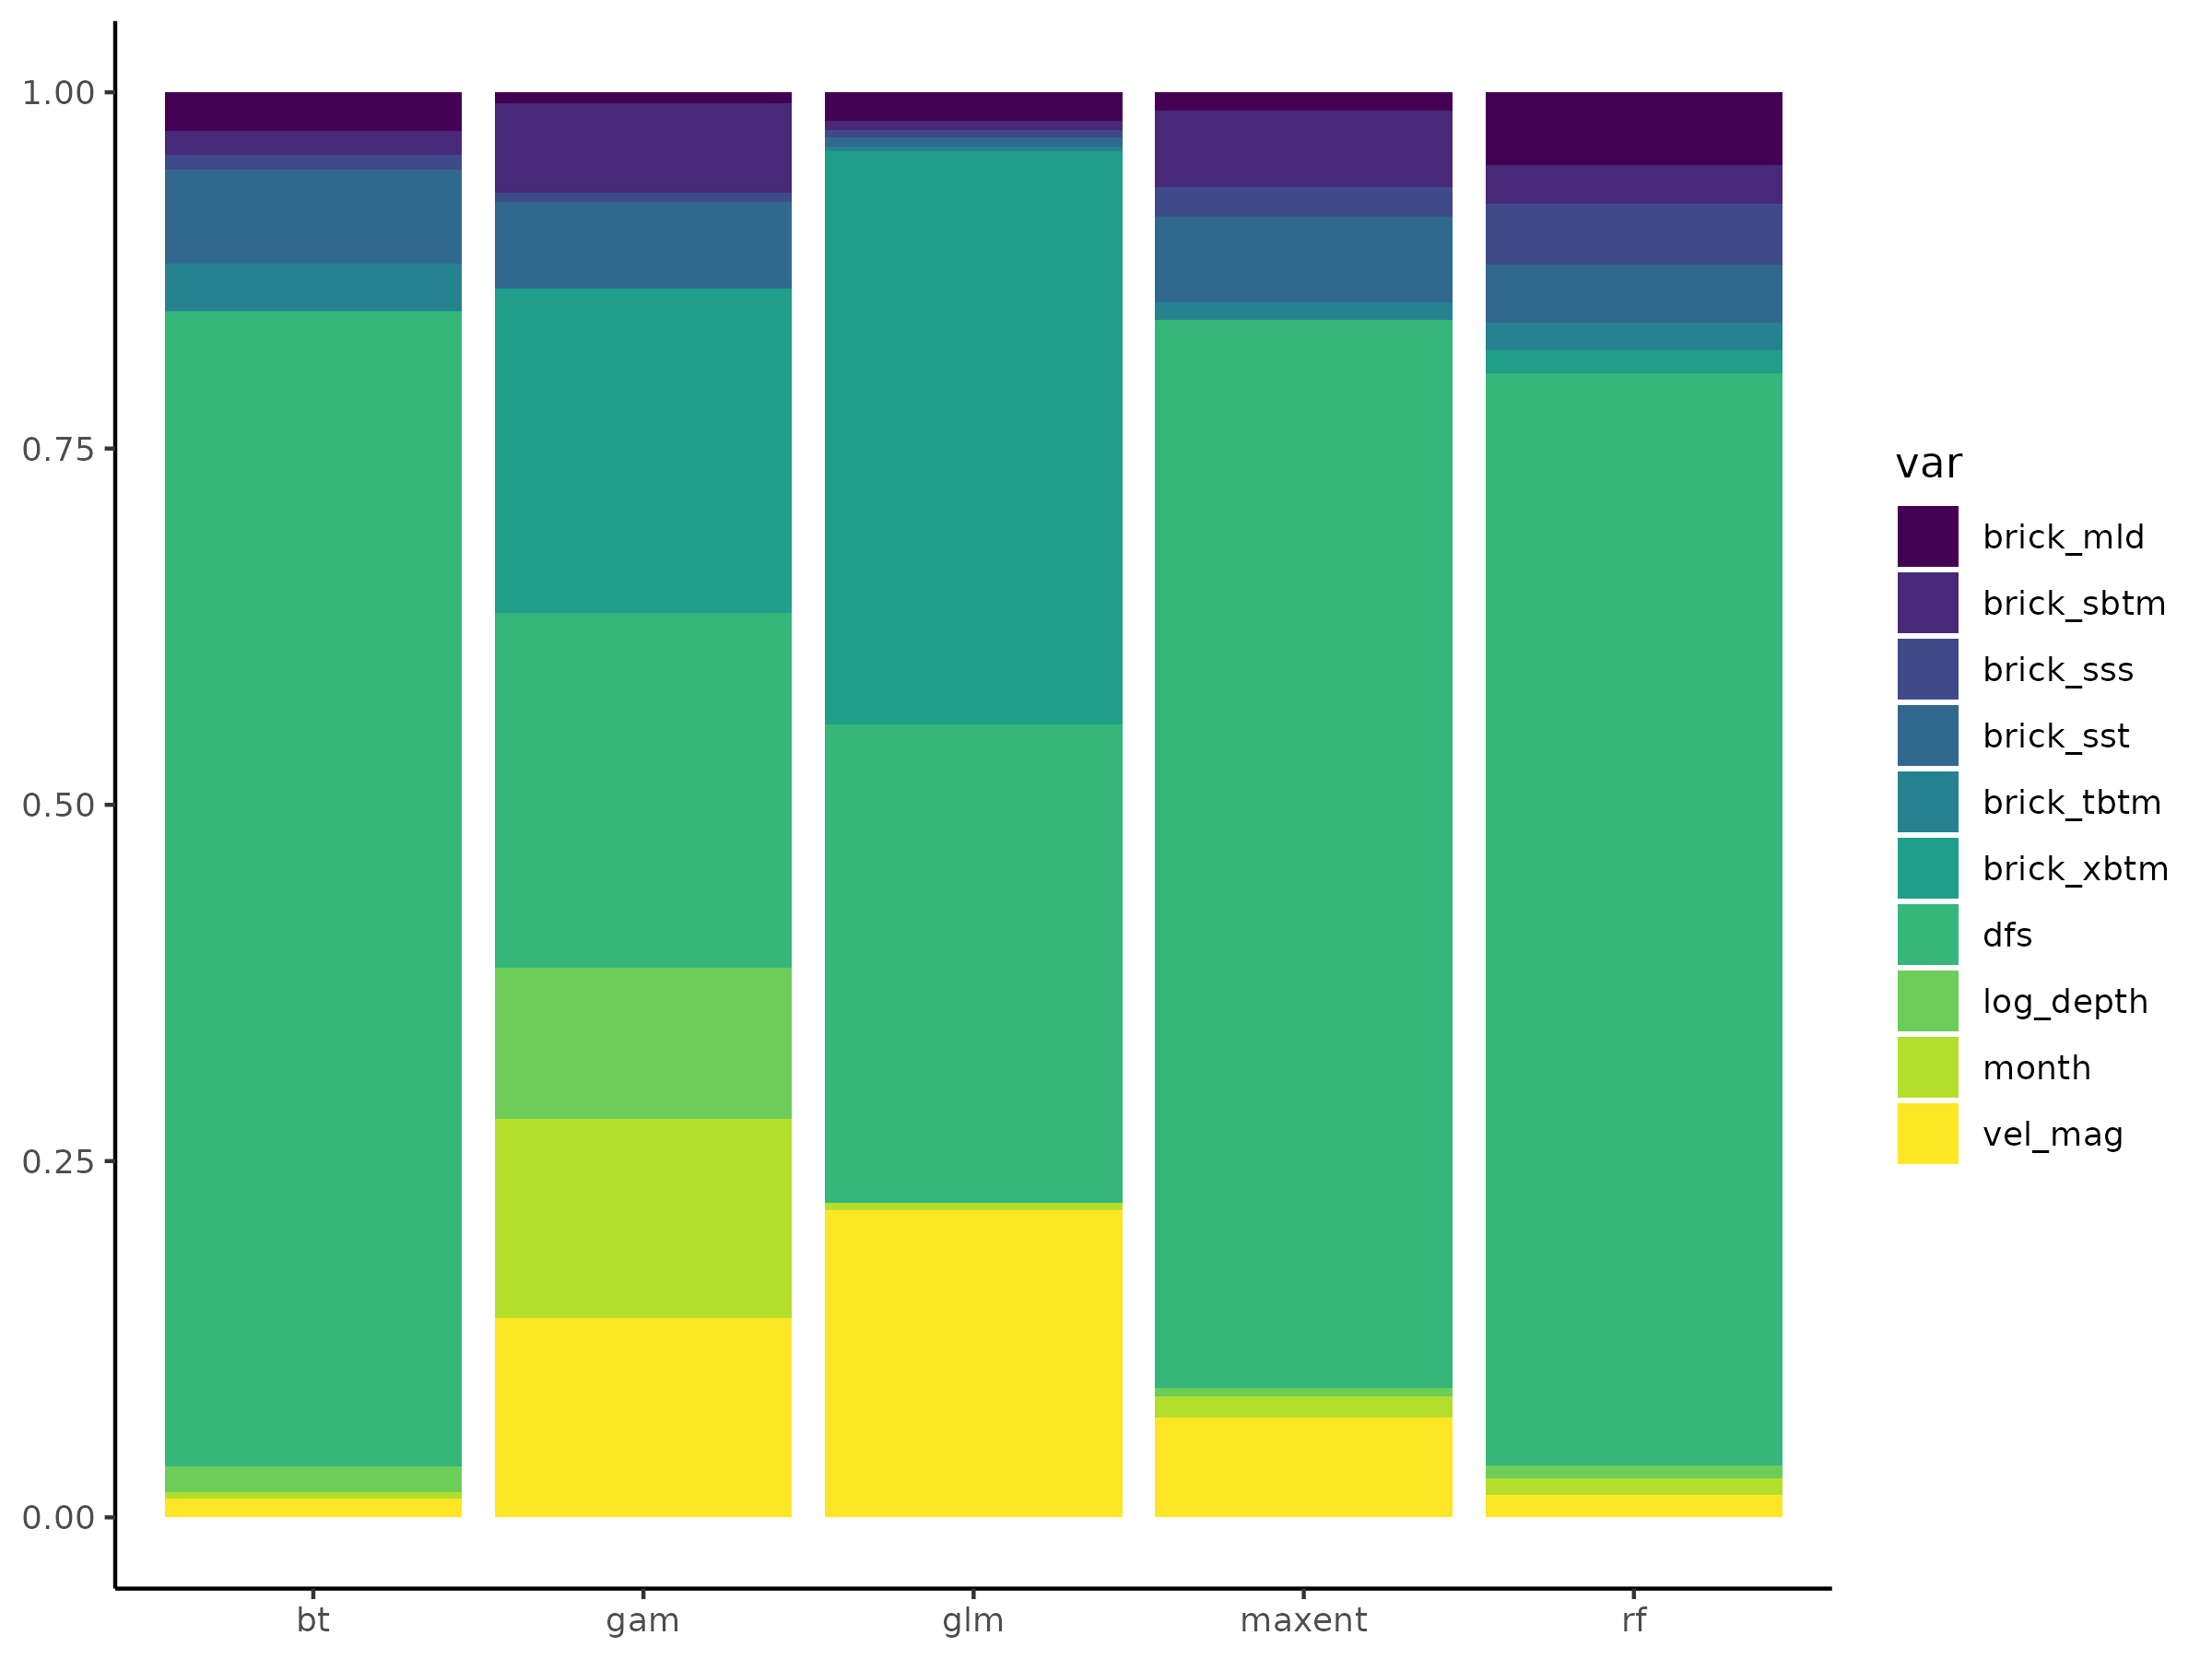 1.00
0.75
0.50
0.25
0.00
bt
gam
glm
maxent
rf
var
brick_mld
brick_sbtm
brick_sss
brick_sst
brick_tbtm
brick_xbtm
dfs
log_depth
month
vel_mag